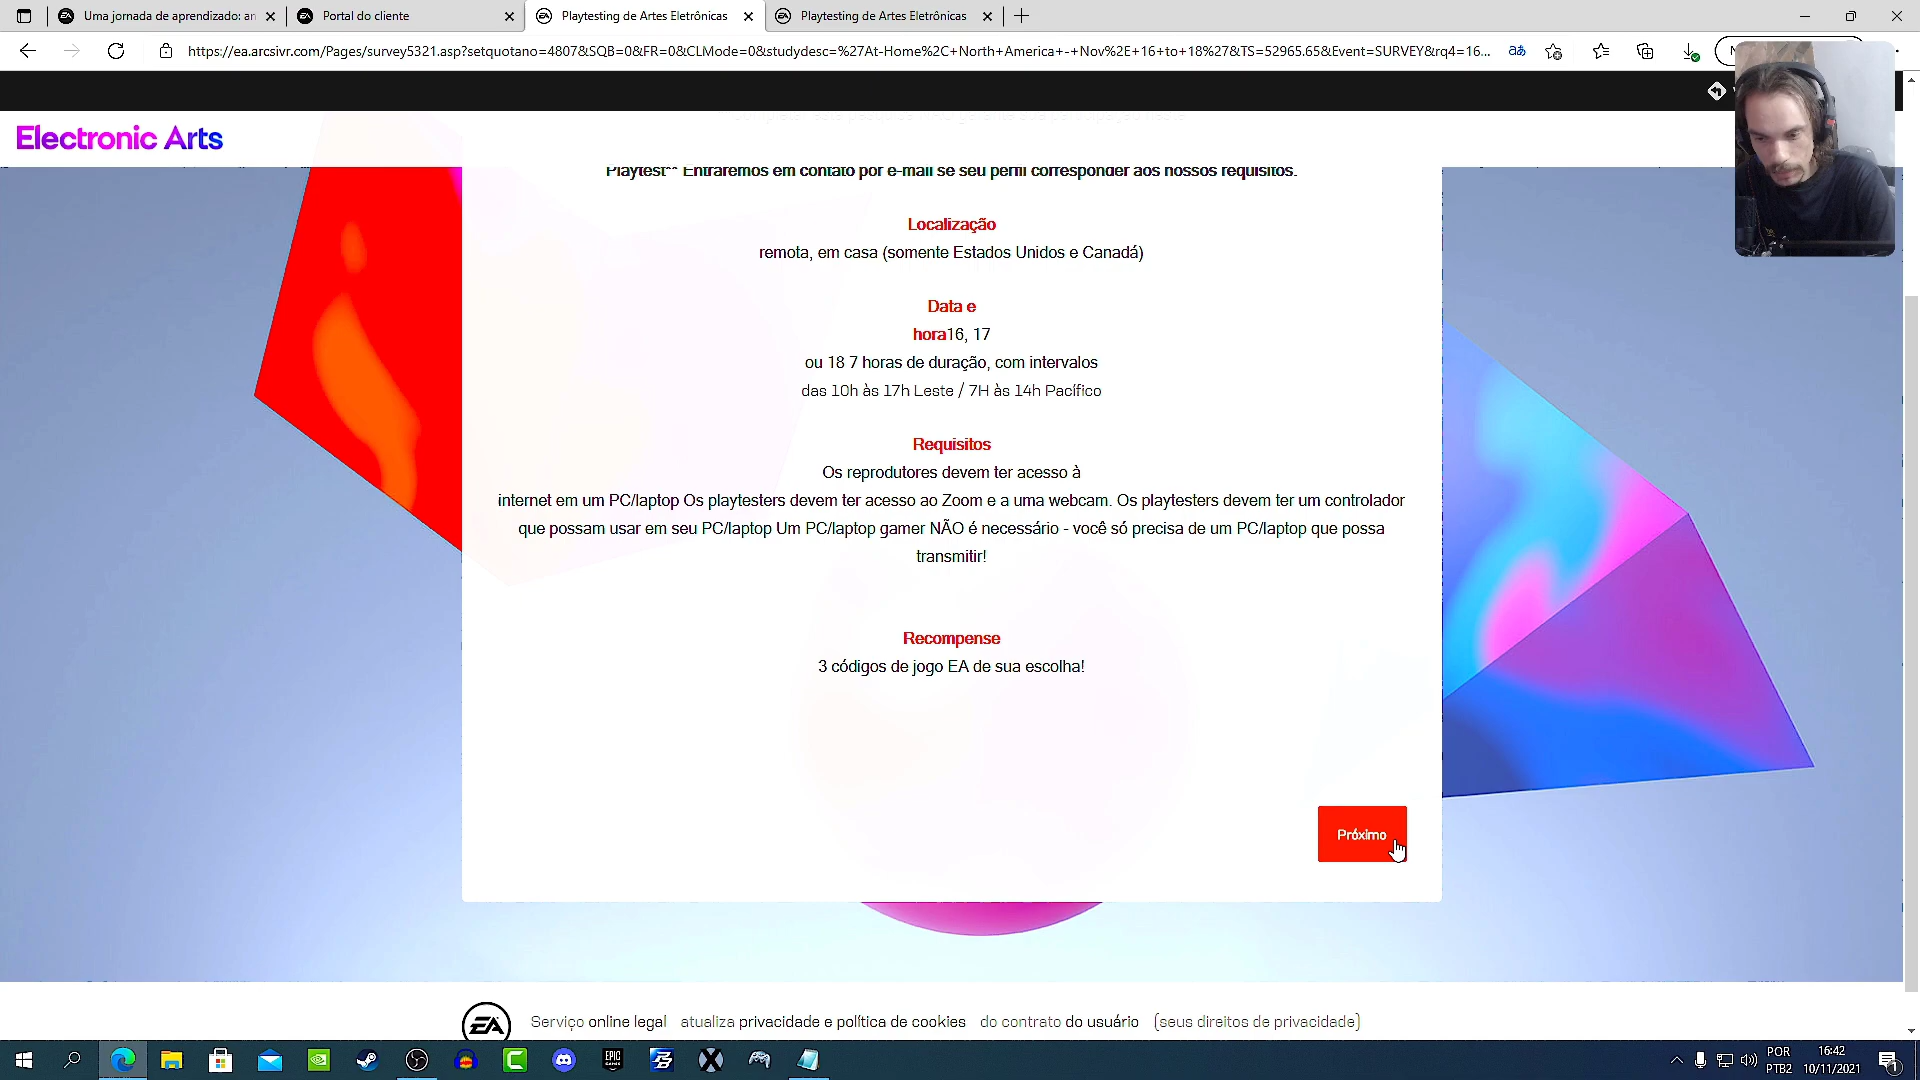 Uma jornada de aprendizado: an
Portal do cliente
Playtesting de Artes Eletrônicas
Playtesting de Artes Eletrônicas
https://ea.arcsivr.com/Pages/survey5321.asp?setquotano=4807&SQB=0&FR=0&CLMode=0&studydesc=%27At-Home%2C+North+America+-+Nov%2E+16+to+18%27&TS=52965.65&Event=SURVEY&rq4=16...
Electronic Arts
Playtest** Entraremos em contato por e-mail se seu perfil corresponder aos nossos requisitos.
Localização
remota, em casa (somente Estados Unidos e Canadá)
Data e
hora16, 17
ou 18 7 horas de duração, com intervalos
das 10h às 17h Leste / 7H às 14h Pacífico
Requisitos
Os reprodutores devem ter acesso à
internet em um PC/laptop Os playtesters devem ter acesso ao Zoom e a uma webcam. Os playtesters devem ter um controlador
que possam usar em seu PC/laptop Um PC/laptop gamer NÃO é necessário - você só precisa de um PC/laptop que possa
transmitir!
Recompense
3 códigos de jogo EA de sua escolha!
Próximo
EA Serviço online legal atualiza privacidade e política de cookies do contrato do usuário (seus direitos de privacidade)
POR
PTB2
16:42
10/11/2021
1